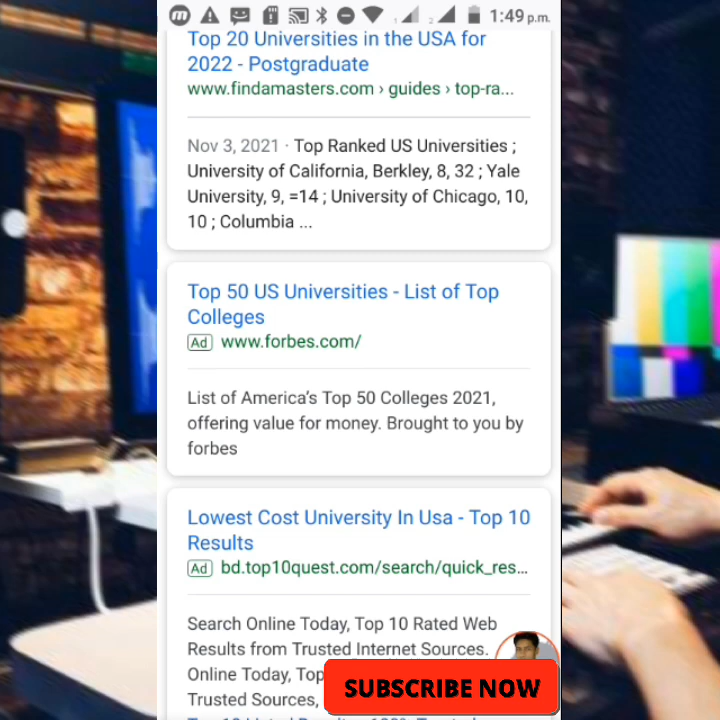 1:49 p.m.
Top 20 Universities in the USA for
2022 - Postgraduate
www.findamasters.com › guides › top-ra...
Nov 3, 2021 · Top Ranked US Universities ;
University of California, Berkley, 8, 32 ; Yale
University, 9, =14 ; University of Chicago, 10,
10 ; Columbia ...
Top 50 US Universities - List of Top
Colleges
Ad www.forbes.com/
List of America's Top 50 Colleges 2021,
offering value for money. Brought to you by
forbes
Lowest Cost University In Usa - Top 10
Results
Ad bd.top10quest.com/search/quick_res...
Search Online Today, Top 10 Rated Web
Results from Trusted Internet Sources.
Online Today, Top
Trusted Sources,
SUBSCRIBE NOW